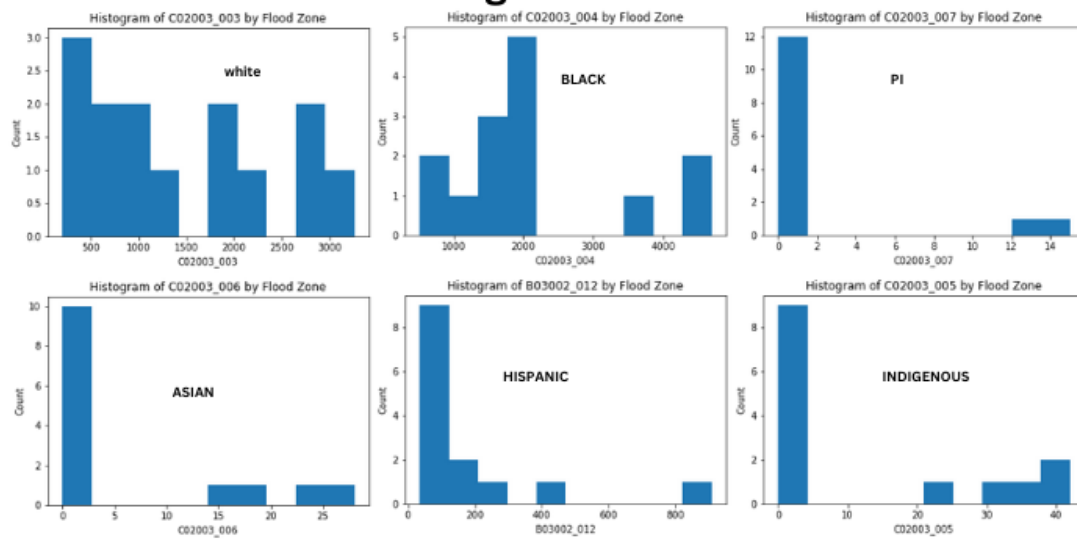 Histogram of C02003_003 by Flood Zone
3.0
2.5
2.0
1.5
1.0
0.5
0.0
Count
white
500 1000 1500 2000 2500 3000
C02003_003
Histogram of C02003_004 by Flood Zone
5
4
3
2
1
0
Count
BLACK
1000 2000 3000 4000
C02003_004
Histogram of C02003_007 by Flood Zone
12
10
8
6
4
2
0
Count
PI
0 2 4 6 8 10 12 14
C02003_007
Histogram of C02003_006 by Flood Zone
10
8
6
4
2
0
Count
ASIAN
0 5 10 15 20 25
C02003_006
Histogram of B03002_012 by Flood Zone
8
6
4
2
0
Count
HISPANIC
0 200 400 600 800
B03002_012
Histogram of C02003_005 by Flood Zone
8
6
4
2
0
Count
INDIGENOUS
0 10 20 30 40
C02003_005